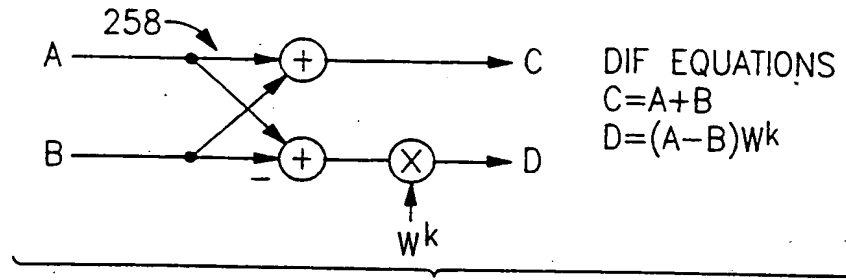 258
A + C
DIF EQUATIONS
C=A+B
D=(A-B)Wᵏ
B - + × D
Wᵏ